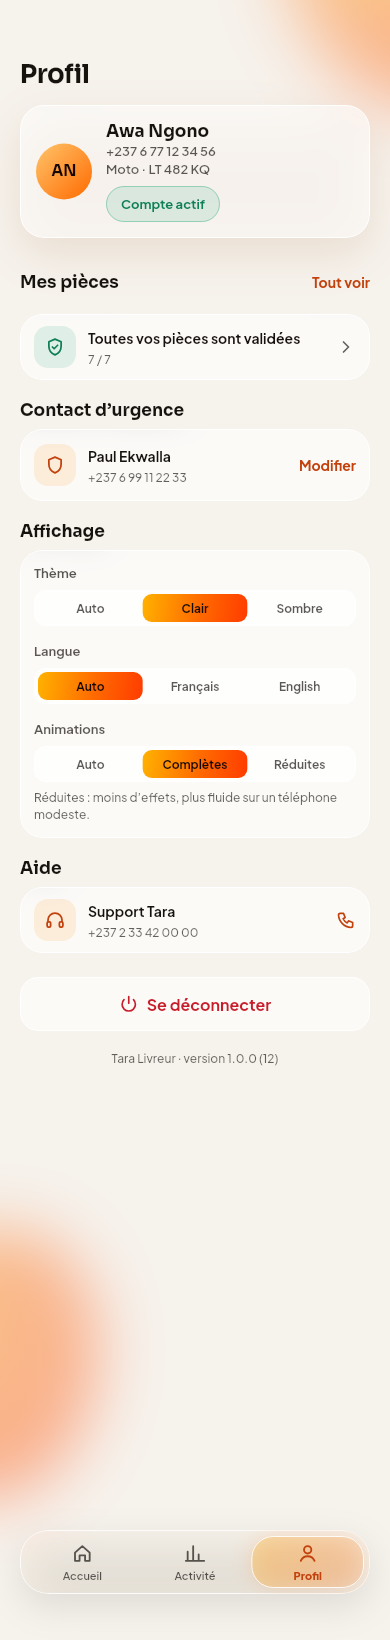 Profil
AN
Awa Ngono
+237 6 77 12 34 56
Moto · LT 482 KQ
Compte actif
Mes pièces
Tout voir
Toutes vos pièces sont validées
7 / 7
Contact d’urgence
Paul Ekwalla
+237 6 99 11 22 33
Modifier
Affichage
Thème
Auto Clair Sombre
Langue
Auto Français English
Animations
Auto Complètes Réduites
Réduites : moins d’effets, plus fluide sur un téléphone
modeste.
Aide
Support Tara
+237 2 33 42 00 00
Se déconnecter
Tara Livreur · version 1.0.0 (12)
Accueil Activité Profil